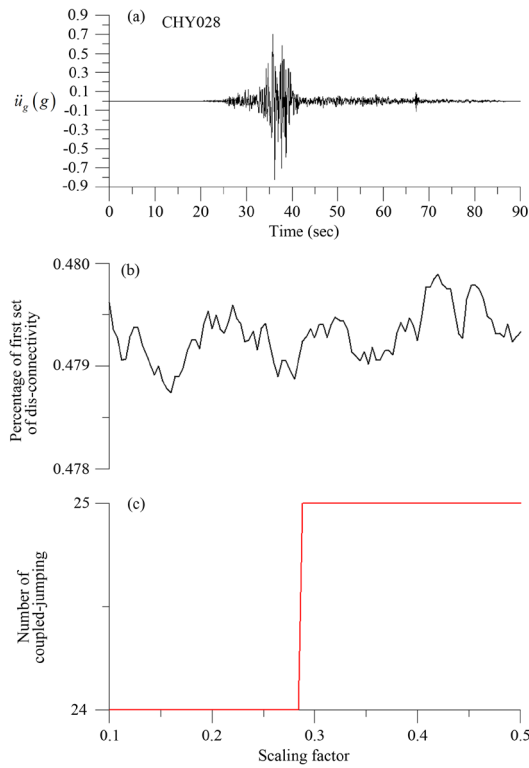 (a)
CHY028
0.9
0.7
0.5
0.3
0.1
-0.1
-0.3
-0.5
-0.7
-0.9
üg (g)
0 10 20 30 40 50 60 70 80 90
Time (sec)
(b)
0.480
0.479
0.478
Percentage of first set
of dis-connectivity
(c)
25
24
Number of
coupled-jumping
0.1 0.2 0.3 0.4 0.5
Scaling factor